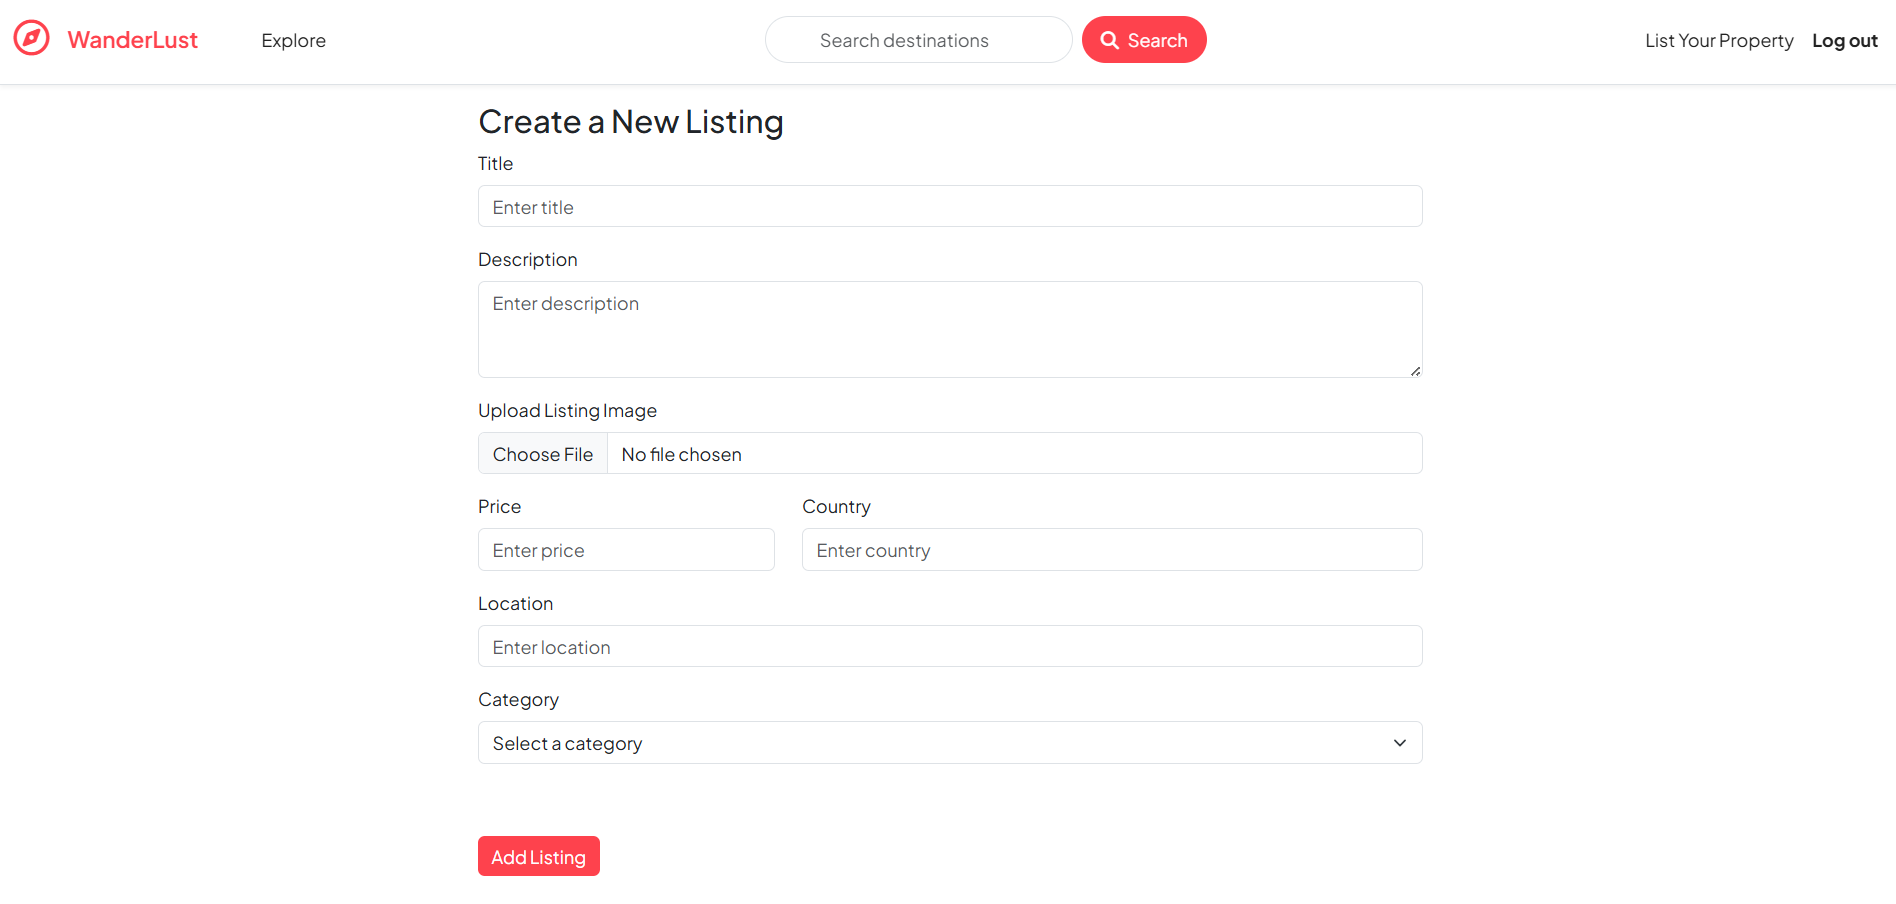 WanderLust Explore Search destinations Search List Your Property Log out
Create a New Listing
Title
Enter title
Description
Enter description
Upload Listing Image
Choose File No file chosen
Price Country
Enter price Enter country
Location
Enter location
Category
Select a category
Add Listing